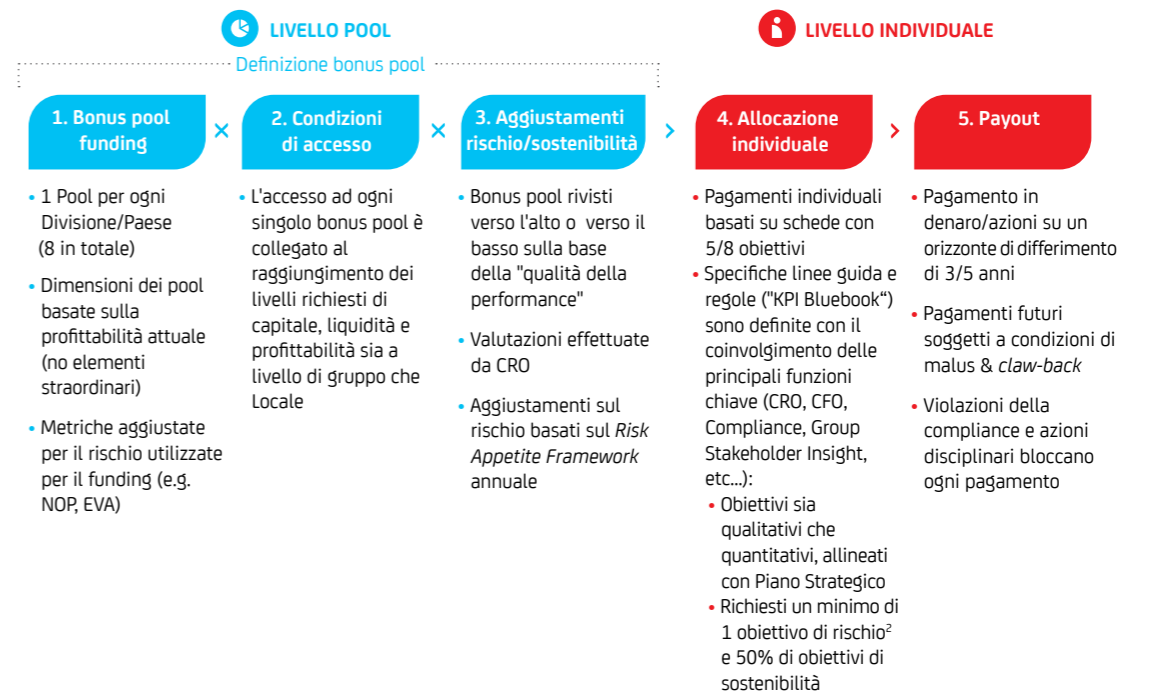 LIVELLO POOL
LIVELLO INDIVIDUALE
Definizione bonus pool
1. Bonus pool
funding
×
2. Condizioni
di accesso
×
3. Aggiustamenti
rischio/sostenibilità
>
4. Allocazione
individuale
>
5. Payout
• 1 Pool per ogni
Divisione/Paese
(8 in totale)
• Dimensioni dei pool
basate sulla
profittabilità attuale
(no elementi
straordinari)
• Metriche aggiustate
per il rischio utilizzate
per il funding (e.g.
NOP, EVA)
• L'accesso ad ogni
singolo bonus pool è
collegato al
raggiungimento dei
livelli richiesti di
capitale, liquidità e
profittabilità sia a
livello di gruppo che
Locale
• Bonus pool rivisti
verso l'alto o verso il
basso sulla base
della "qualità della
performance"
• Valutazioni effettuate
da CRO
• Aggiustamenti sul
rischio basati sul Risk
Appetite Framework
annuale
• Pagamenti individuali
basati su schede con
5/8 obiettivi
• Specifiche linee guida e
regole ("KPI Bluebook“)
sono definite con il
coinvolgimento delle
principali funzioni
chiave (CRO, CFO,
Compliance, Group
Stakeholder Insight,
etc...):
• Obiettivi sia
qualitativi che
quantitativi, allineati
con Piano Strategico
• Richiesti un minimo di
1 obiettivo di rischio²
e 50% di obiettivi di
sostenibilità
• Pagamento in
denaro/azioni su un
orizzonte di differimento
di 3/5 anni
• Pagamenti futuri
soggetti a condizioni di
malus & claw-back
• Violazioni della
compliance e azioni
disciplinari bloccano
ogni pagamento